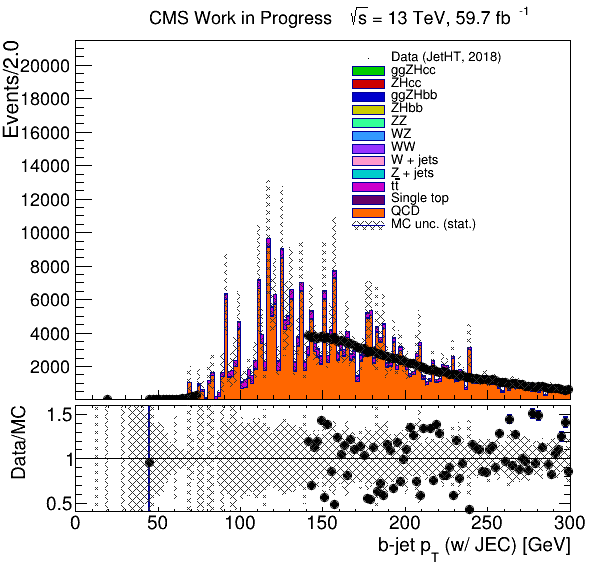 CMS Work in Progress √s = 13 TeV, 59.7 fb -1
Events/2.0
20000
18000
16000
14000
12000
10000
8000
6000
4000
2000
Data (JetHT, 2018)
ggZHcc
ZHcc
ggZHbb
ZHbb
ZZ
WZ
WW
W + jets
Z + jets
tt̄
Single top
QCD
MC unc. (stat.)
Data/MC
1.5
1
0.5
0 50 100 150 200 250 300
b-jet p_T (w/ JEC) [GeV]